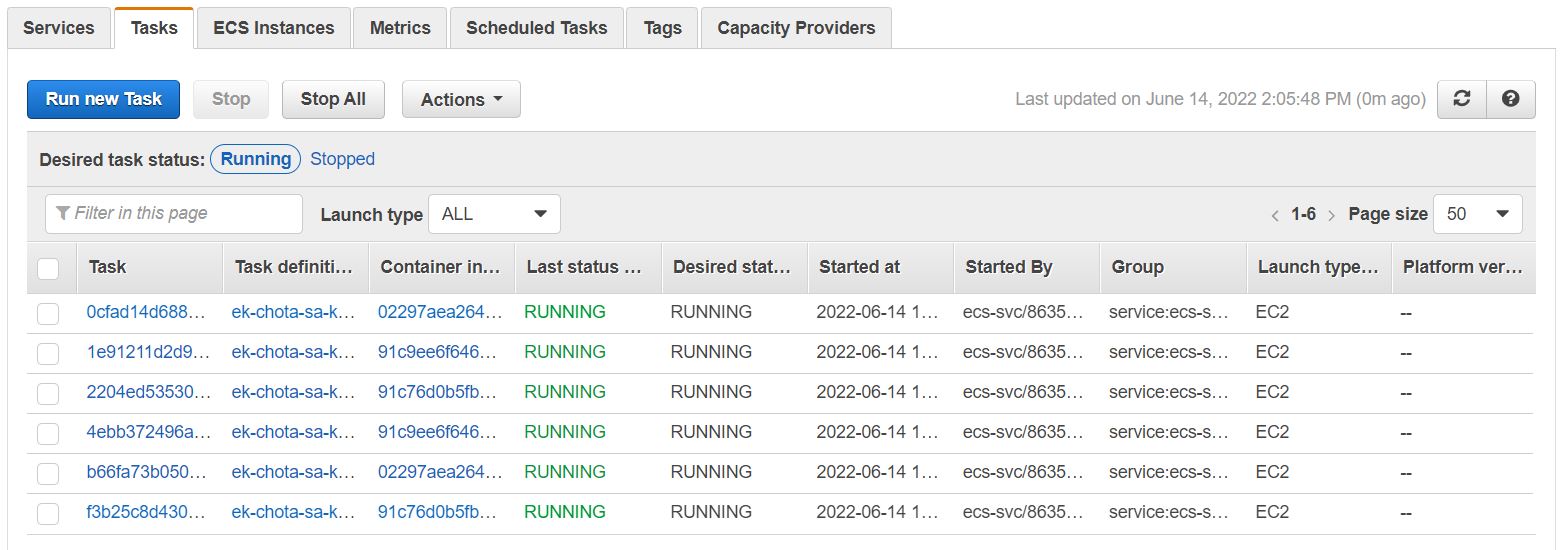 Services Tasks ECS Instances Metrics Scheduled Tasks Tags Capacity Providers
Run new Task Stop Stop All Actions Last updated on June 14, 2022 2:05:48 PM (0m ago)
Desired task status: Running Stopped
Filter in this page Launch type ALL 1-6 Page size 50
Task Task definiti... Container in... Last status ... Desired stat... Started at Started By Group Launch type... Platform ver...
0cfad14d688... ek-chota-sa-k... 02297aea264... RUNNING RUNNING 2022-06-14 1... ecs-svc/8635... service:ecs-s... EC2 --
1e91211d2d9... ek-chota-sa-k... 91c9ee6f646... RUNNING RUNNING 2022-06-14 1... ecs-svc/8635... service:ecs-s... EC2 --
2204ed53530... ek-chota-sa-k... 91c76d0b5fb... RUNNING RUNNING 2022-06-14 1... ecs-svc/8635... service:ecs-s... EC2 --
4ebb372496a... ek-chota-sa-k... 91c9ee6f646... RUNNING RUNNING 2022-06-14 1... ecs-svc/8635... service:ecs-s... EC2 --
b66fa73b050... ek-chota-sa-k... 02297aea264... RUNNING RUNNING 2022-06-14 1... ecs-svc/8635... service:ecs-s... EC2 --
f3b25c8d430... ek-chota-sa-k... 91c76d0b5fb... RUNNING RUNNING 2022-06-14 1... ecs-svc/8635... service:ecs-s... EC2 --